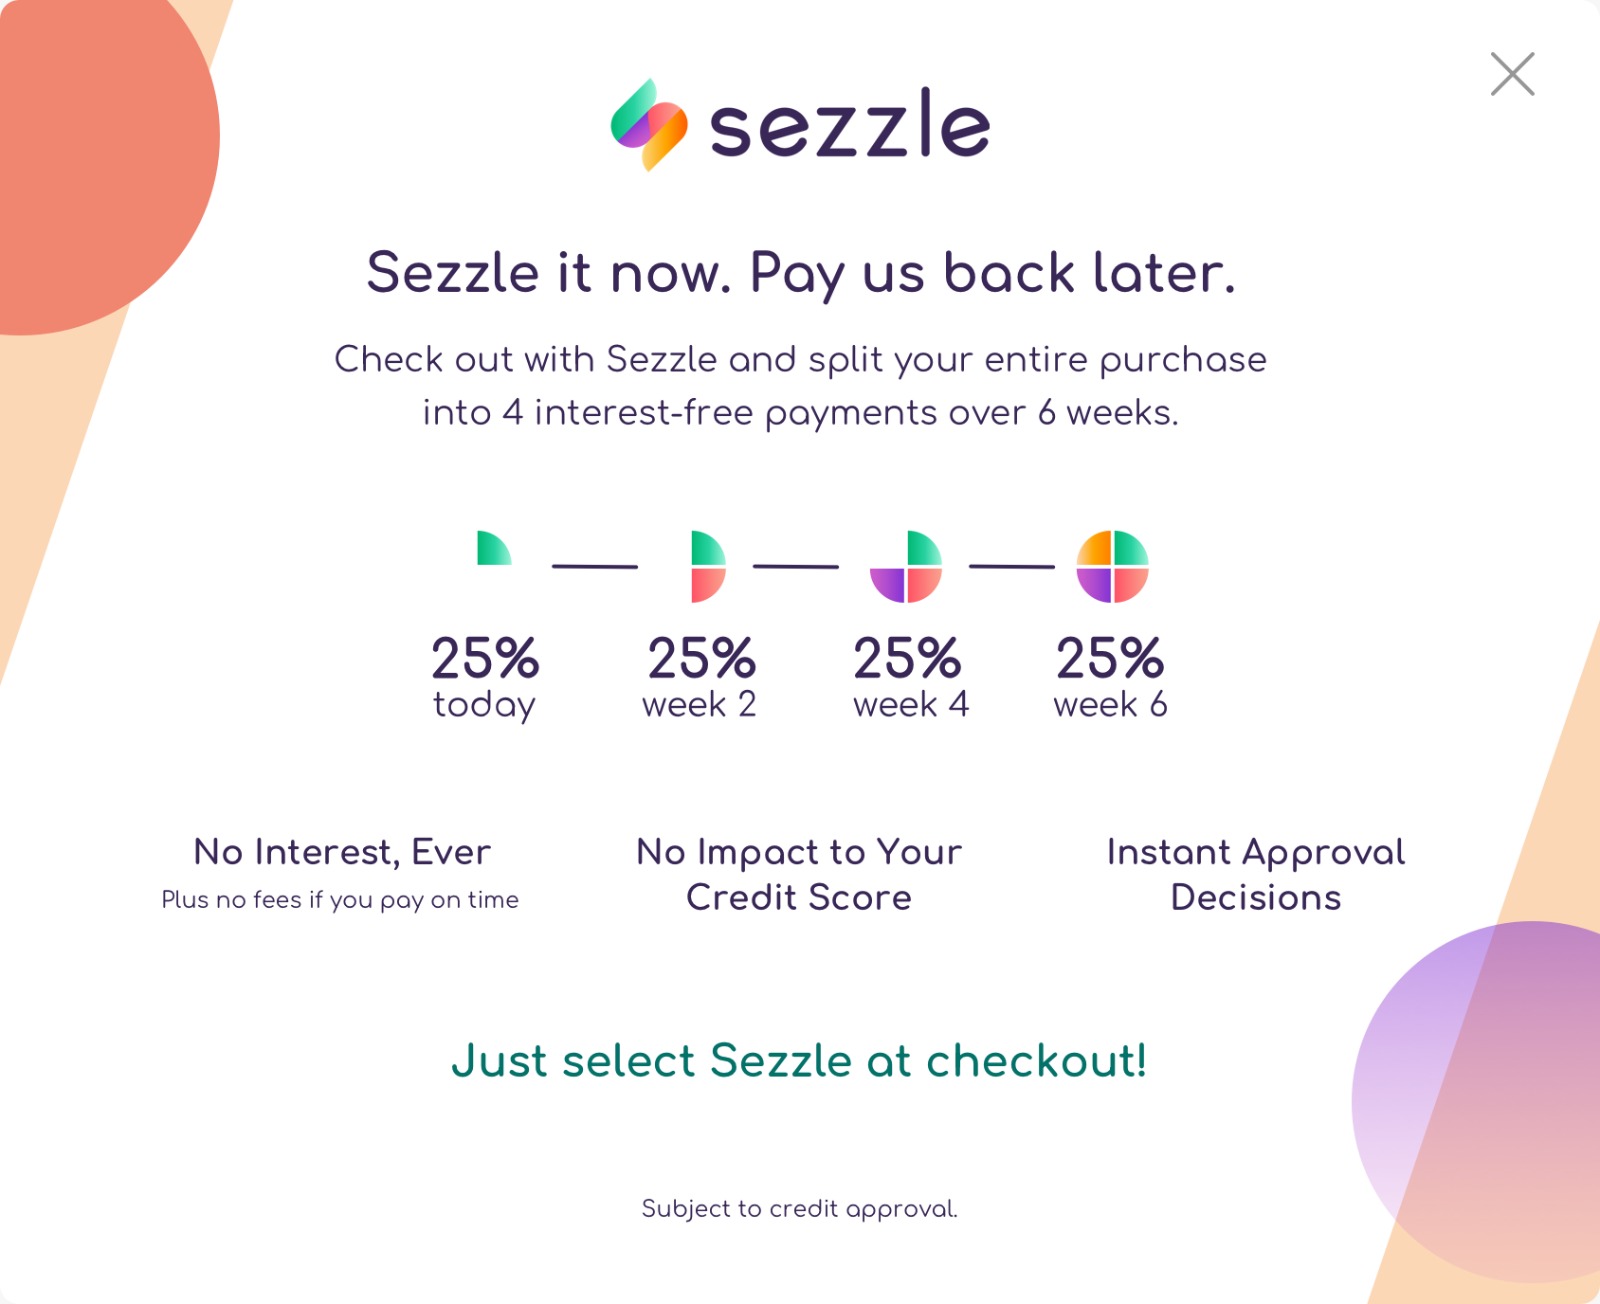 sezzle
Sezzle it now. Pay us back later.
Check out with Sezzle and split your entire purchase
into 4 interest-free payments over 6 weeks.
25% 25% 25% 25%
today week 2 week 4 week 6
No Interest, Ever
Plus no fees if you pay on time
No Impact to Your
Credit Score
Instant Approval
Decisions
Just select Sezzle at checkout!
Subject to credit approval.